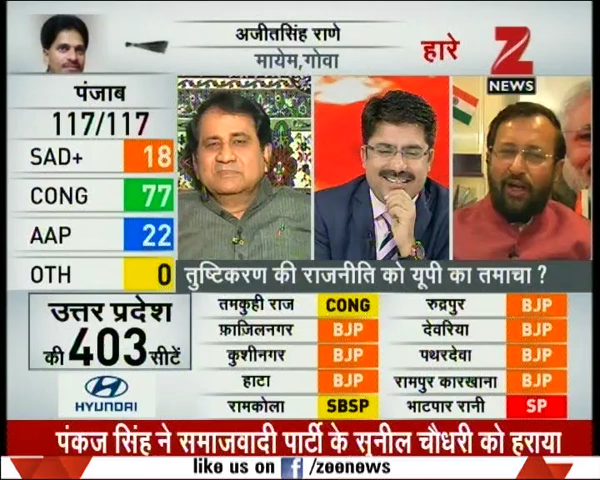 अजीतसिंह राणे
मायेम,गोवा
हारे
Z
NEWS
पंजाब
117/117
SAD+ 18
CONG 77
AAP 22
OTH 0
तुष्टिकरण की राजनीति को यूपी का तमाचा ?
उत्तर प्रदेश
की 403 सीटें
HYUNDAI
तमकुही राज CONG
फ़ाजिलनगर BJP
कुशीनगर BJP
हाटा BJP
रामकोला SBSP
रुद्रपुर BJP
देवरिया BJP
पथरदेवा BJP
रामपुर कारखाना BJP
भाटपार रानी SP
पंकज सिंह ने समाजवादी पार्टी के सुनील चौधरी को हराया
like us on f/zeenews